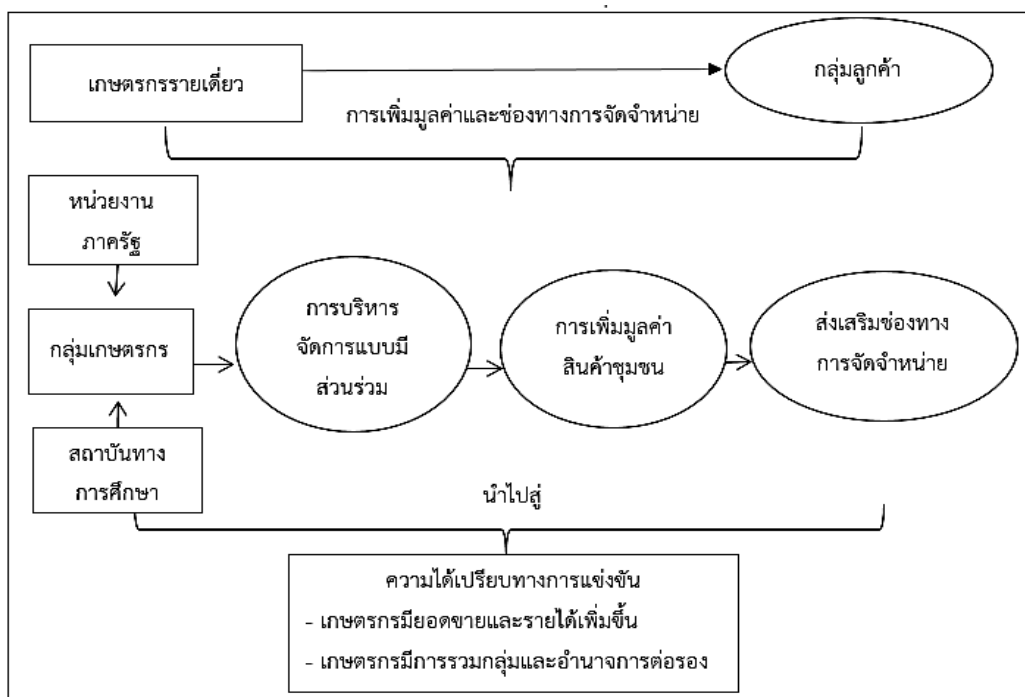 เกษตรกรรายเดี่ยว
กลุ่มลูกค้า
การเพิ่มมูลค่าและช่องทางการจัดจำหน่าย
หน่วยงาน
ภาครัฐ
กลุ่มเกษตรกร
การบริหาร
จัดการแบบมี
ส่วนร่วม
การเพิ่มมูลค่า
สินค้าชุมชน
ส่งเสริมช่องทาง
การจัดจำหน่าย
สถาบันทาง
การศึกษา
นำไปสู่
ความได้เปรียบทางการแข่งขัน
- เกษตรกรมียอดขายและรายได้เพิ่มขึ้น
- เกษตรกรมีการรวมกลุ่มและอำนาจการต่อรอง